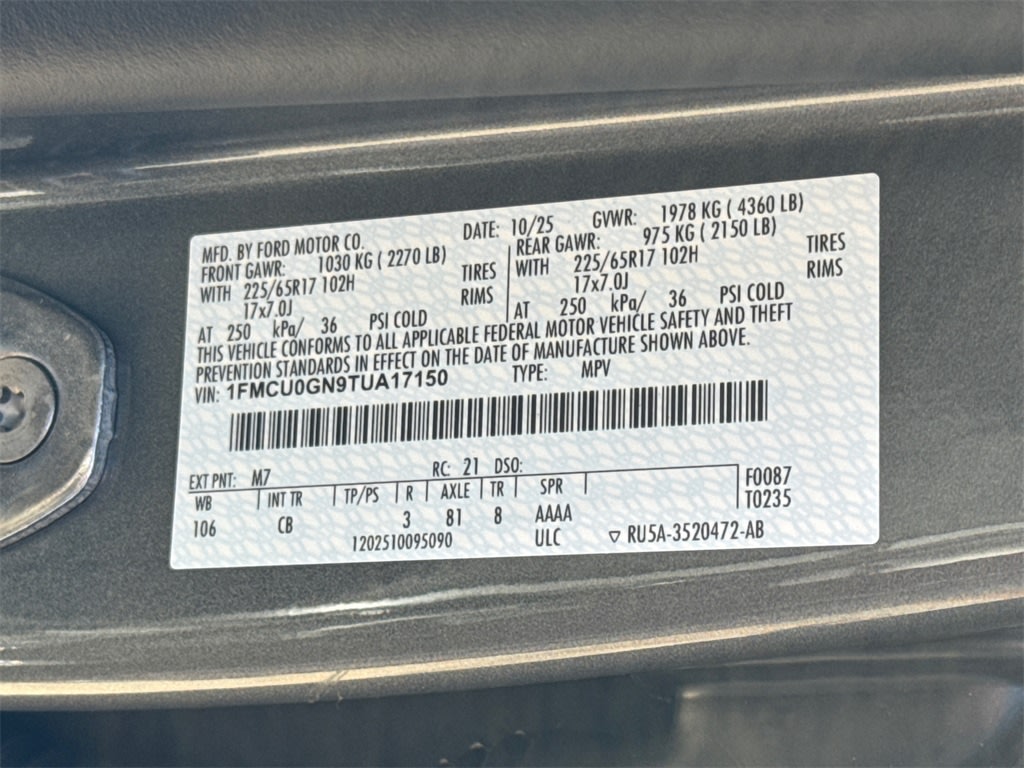 MFD. BY FORD MOTOR CO.
DATE: 10/25 GVWR: 1978 KG ( 4360 LB)
FRONT GAWR: 1030 KG ( 2270 LB)
WITH 225/65R17 102H TIRES
17x7.0J RIMS
AT 250 kPa/ 36 PSI COLD
REAR GAWR: 975 KG ( 2150 LB)
WITH 225/65R17 102H TIRES
17x7.0J RIMS
AT 250 kPa/ 36 PSI COLD
THIS VEHICLE CONFORMS TO ALL APPLICABLE FEDERAL MOTOR VEHICLE SAFETY AND THEFT
PREVENTION STANDARDS IN EFFECT ON THE DATE OF MANUFACTURE SHOWN ABOVE.
VIN: 1FMCU0GN9TUA17150 TYPE: MPV
EXT PNT: M7 RC: 21 DSO:
WB INT TR TP/PS R AXLE TR SPR F0087
106 CB 3 81 8 AAAA T0235
1202510095090 ULC ▽ RU5A-3520472-AB